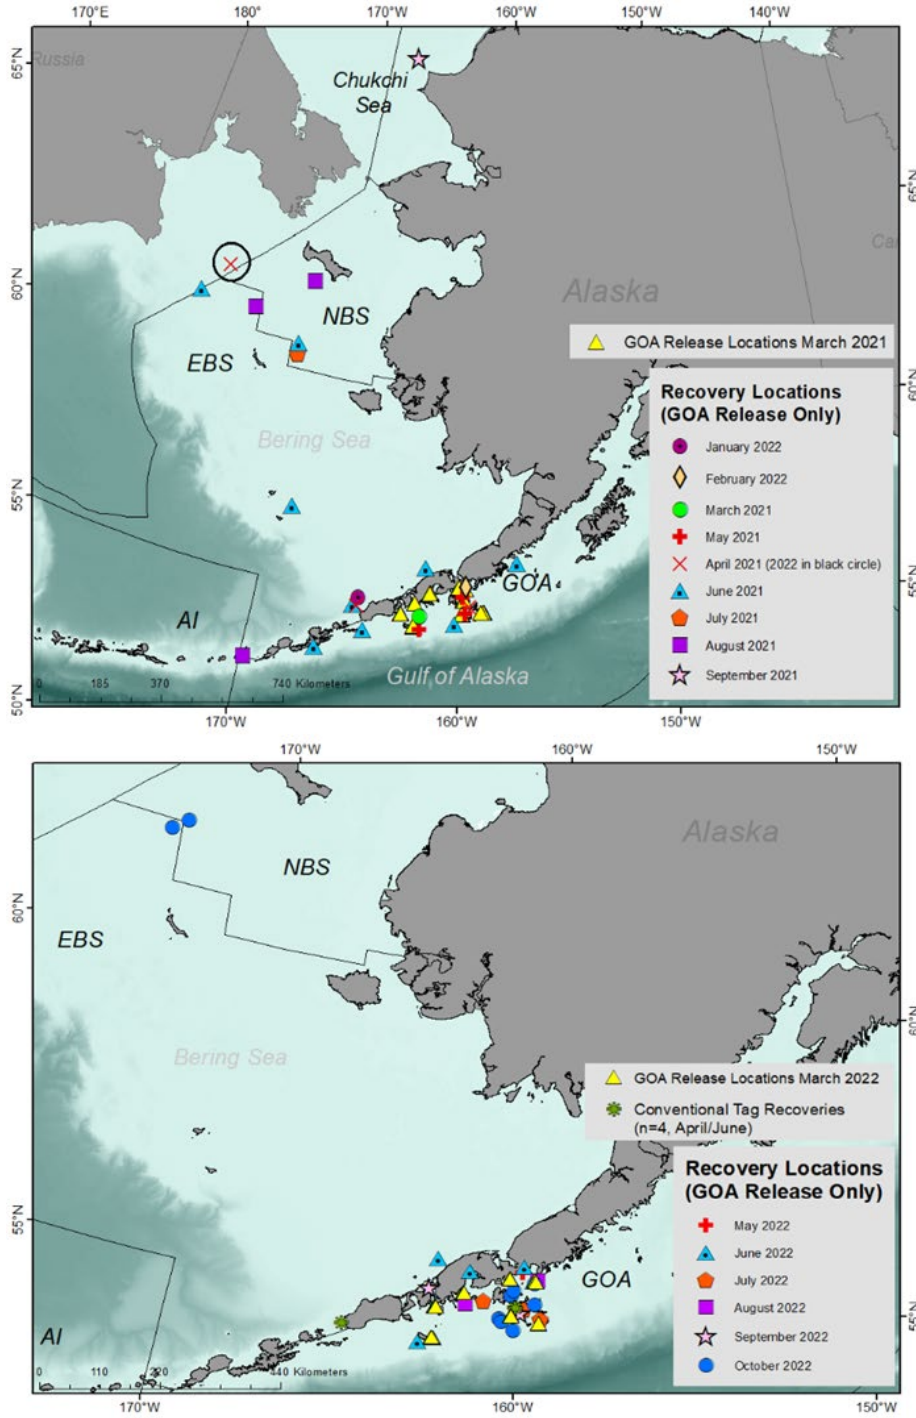 170°E 180° 170°W 160°W 150°W 140°W
65°N
Russia
Chukchi
Sea
65°N
60°N
NBS
Alaska
GOA Release Locations March 2021
EBS
60°N
Recovery Locations
(GOA Release Only)
Bering Sea
January 2022
February 2022
55°N
March 2021
May 2021
April 2021 (2022 in black circle)
GOA
55°N
June 2021
AI
July 2021
August 2021
Gulf of Alaska
September 2021
0 185 370 740 Kilometers
50°N
170°W 160°W 150°W
170°W 160°W 150°W
Alaska
NBS
60°N
EBS
60°N
Bering Sea
GOA Release Locations March 2022
Conventional Tag Recoveries
(n=4, April/June)
Recovery Locations
(GOA Release Only)
55°N
May 2022
June 2022
GOA
July 2022
August 2022
55°N
AI
September 2022
0 110 220 440 Kilometers
October 2022
170°W 160°W 150°W